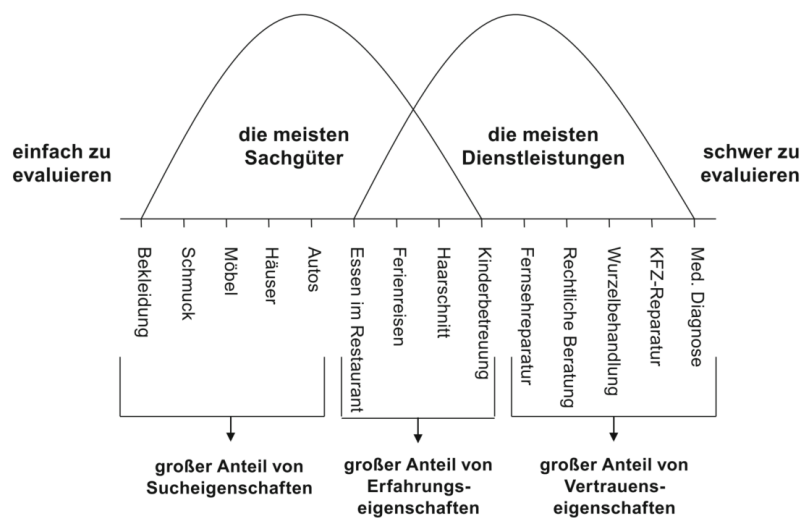 die meisten
Sachgüter
die meisten
Dienstleistungen
einfach zu
evaluieren
schwer zu
evaluieren
Bekleidung
Schmuck
Möbel
Häuser
Autos
Essen im Restaurant
Ferienreisen
Haarschnitt
Kinderbetreuung
Fernsehreparatur
Rechtliche Beratung
Wurzelbehandlung
KFZ-Reparatur
Med. Diagnose
großer Anteil von
Sucheigenschaften
großer Anteil von
Erfahrungs-
eigenschaften
großer Anteil von
Vertrauens-
eigenschaften